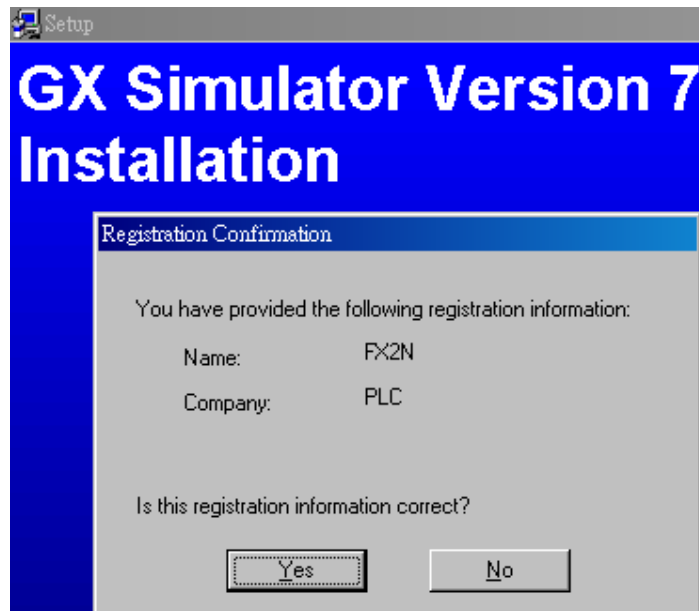 Setup
GX Simulator Version 7
Installation
Registration Confirmation
You have provided the following registration information:
Name: FX2N
Company: PLC
Is this registration information correct?
Yes No